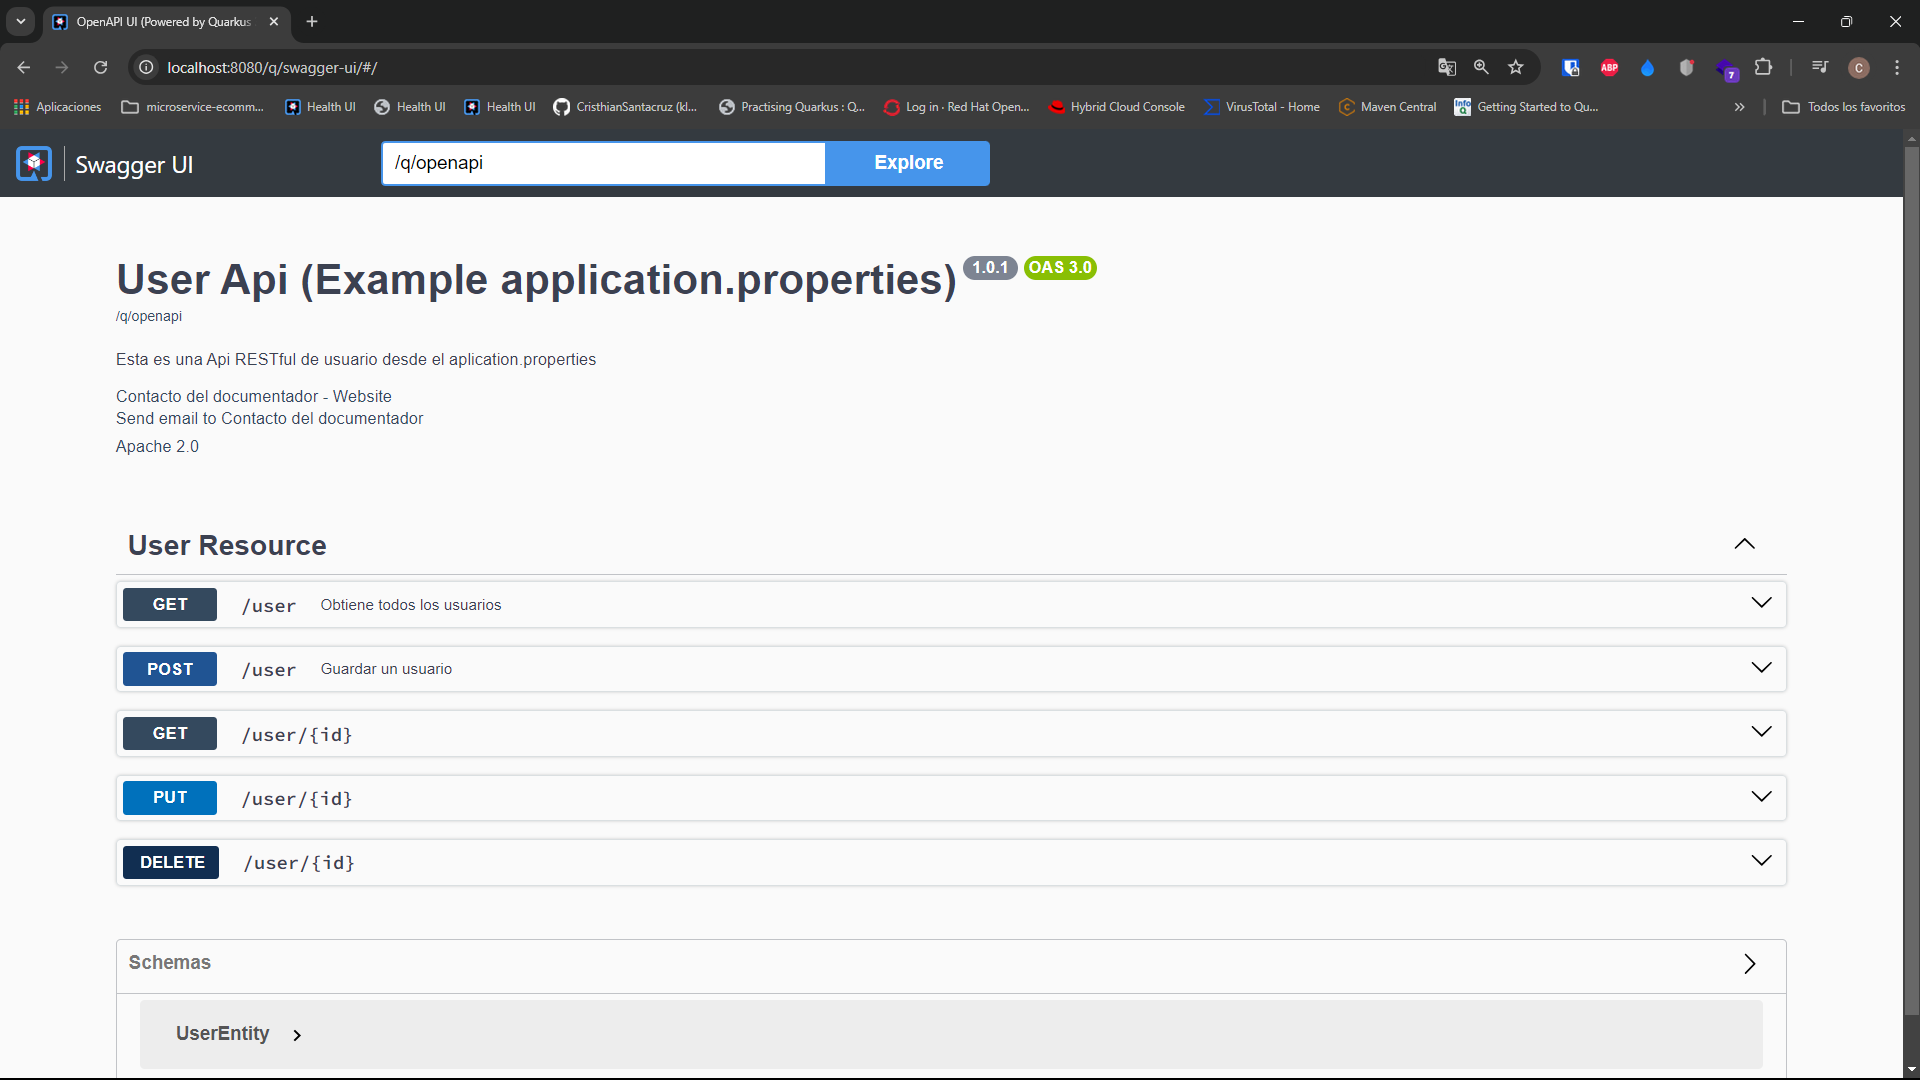 OpenAPI UI (Powered by Quarkus
localhost:8080/q/swagger-ui/#/
ABP
7
C
Aplicaciones
microservice-ecomm...
Health UI
Health UI
Health UI
CristhianSantacruz (kl...
Practising Quarkus : Q...
Log in · Red Hat Open...
Hybrid Cloud Console
VirusTotal - Home
Maven Central
Getting Started to Qu...
Todos los favoritos
Swagger UI
/q/openapi
Explore
User Api (Example application.properties) 1.0.1 OAS 3.0
/q/openapi
Esta es una Api RESTful de usuario desde el aplication.properties
Contacto del documentador - Website
Send email to Contacto del documentador
Apache 2.0
User Resource
GET /user Obtiene todos los usuarios
POST /user Guardar un usuario
GET /user/{id}
PUT /user/{id}
DELETE /user/{id}
Schemas
UserEntity